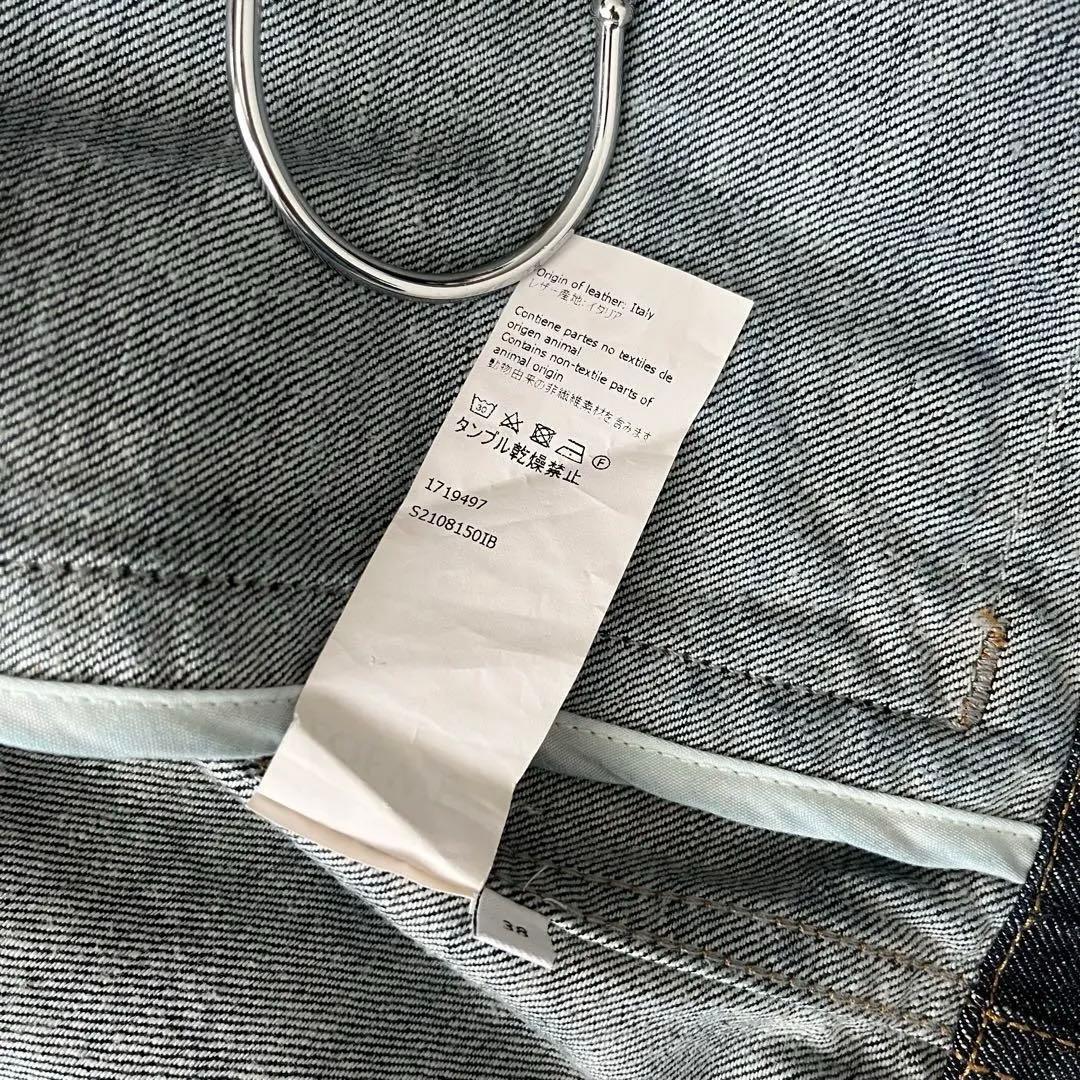 Origin of leather: Italy
レザー産地:イタリア
Contiene partes no textiles de
origen animal
Contains non-textile parts of
animal origin
動物由来の非繊維素材を含みます
30
F
タンブル乾燥禁止
1719497
S2108150IB
38